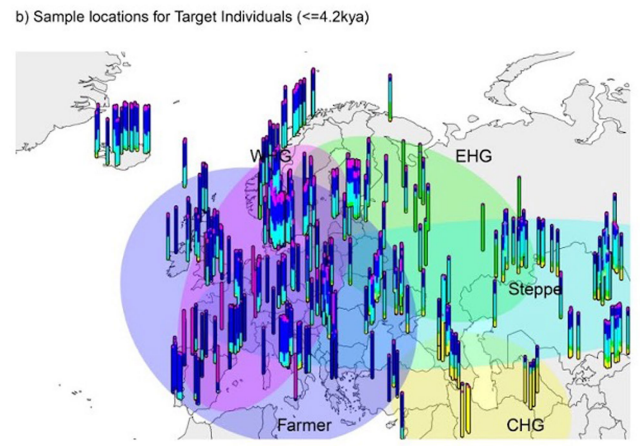 b) Sample locations for Target Individuals (<=4.2kya)
WHG
EHG
Steppe
Farmer
CHG